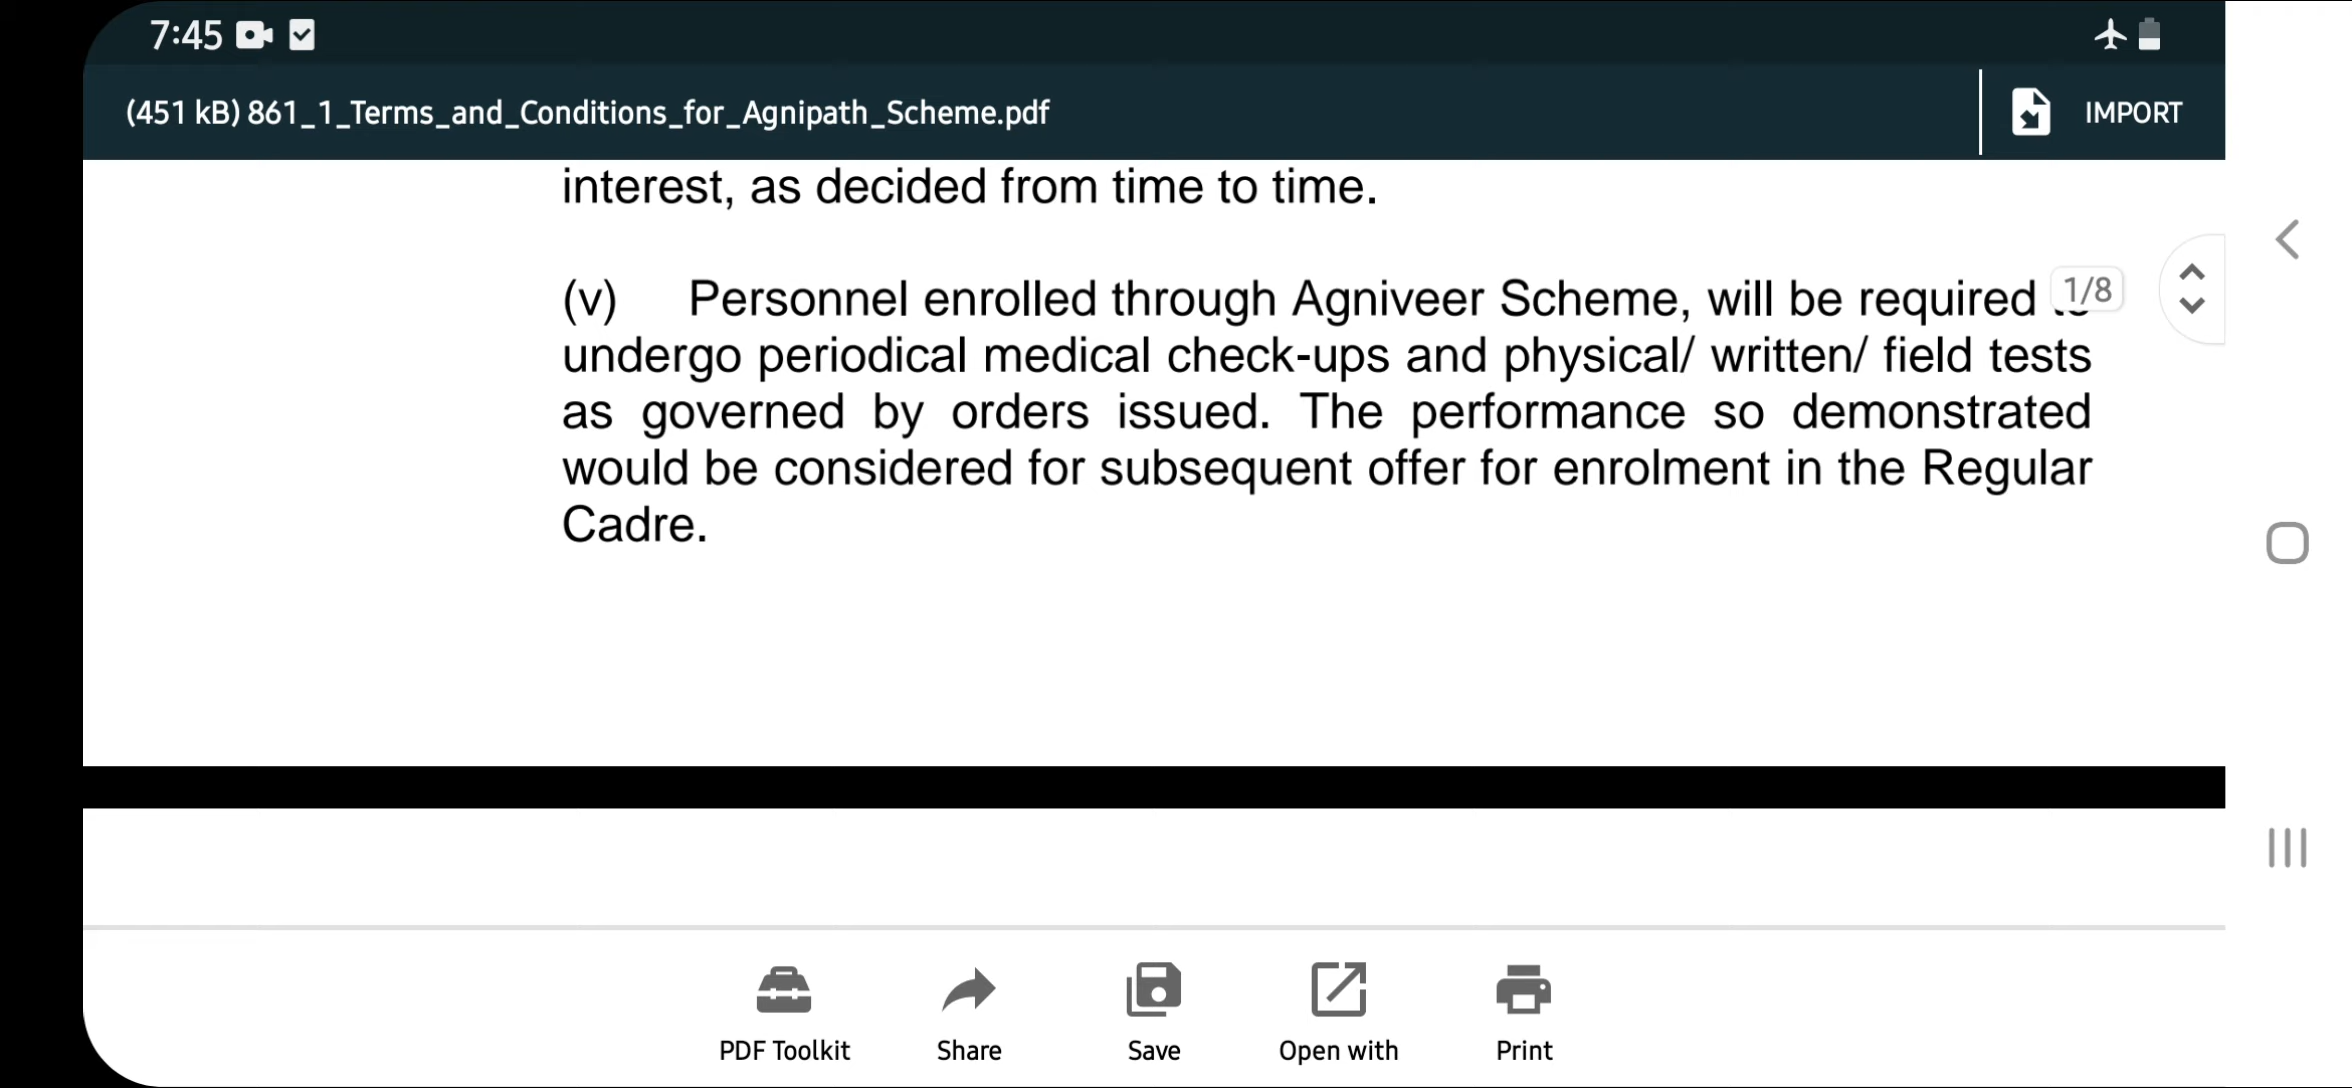 7:45
(451 kB) 861_1_Terms_and_Conditions_for_Agnipath_Scheme.pdf
IMPORT
interest, as decided from time to time.
(v) Personnel enrolled through Agniveer Scheme, will be required
1/8
undergo periodical medical check-ups and physical/ written/ field tests
as governed by orders issued. The performance so demonstrated
would be considered for subsequent offer for enrolment in the Regular
Cadre.
PDF Toolkit
Share
Save
Open with
Print